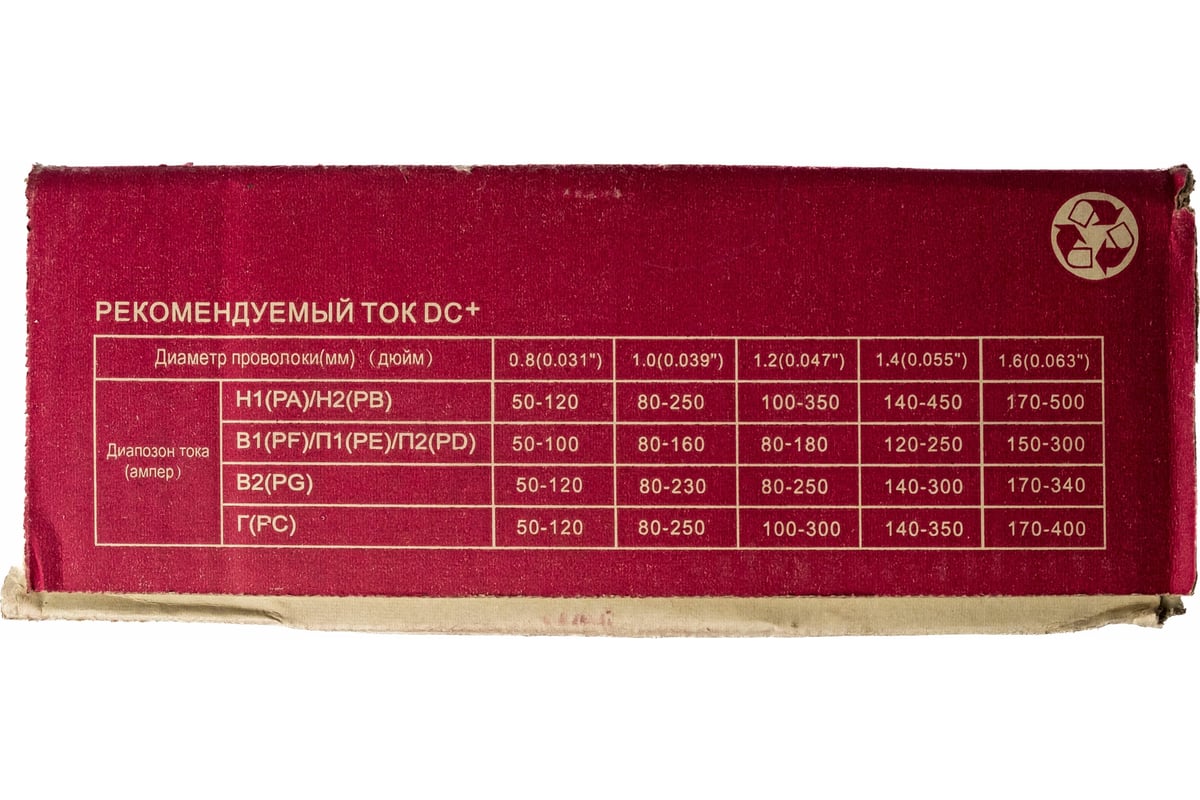 РЕКОМЕНДУЕМЫЙ ТОК DC+
Диаметр проволоки(мм) (дюйм) 0.8(0.031") 1.0(0.039") 1.2(0.047") 1.4(0.055") 1.6(0.063")
Диапозон тока
(ампер)
Н1(PA)/Н2(PB) 50-120 80-250 100-350 140-450 170-500
В1(PF)/П1(PE)/П2(PD) 50-100 80-160 80-180 120-250 150-300
В2(PG) 50-120 80-230 80-250 140-300 170-340
Г(PC) 50-120 80-250 100-300 140-350 170-400